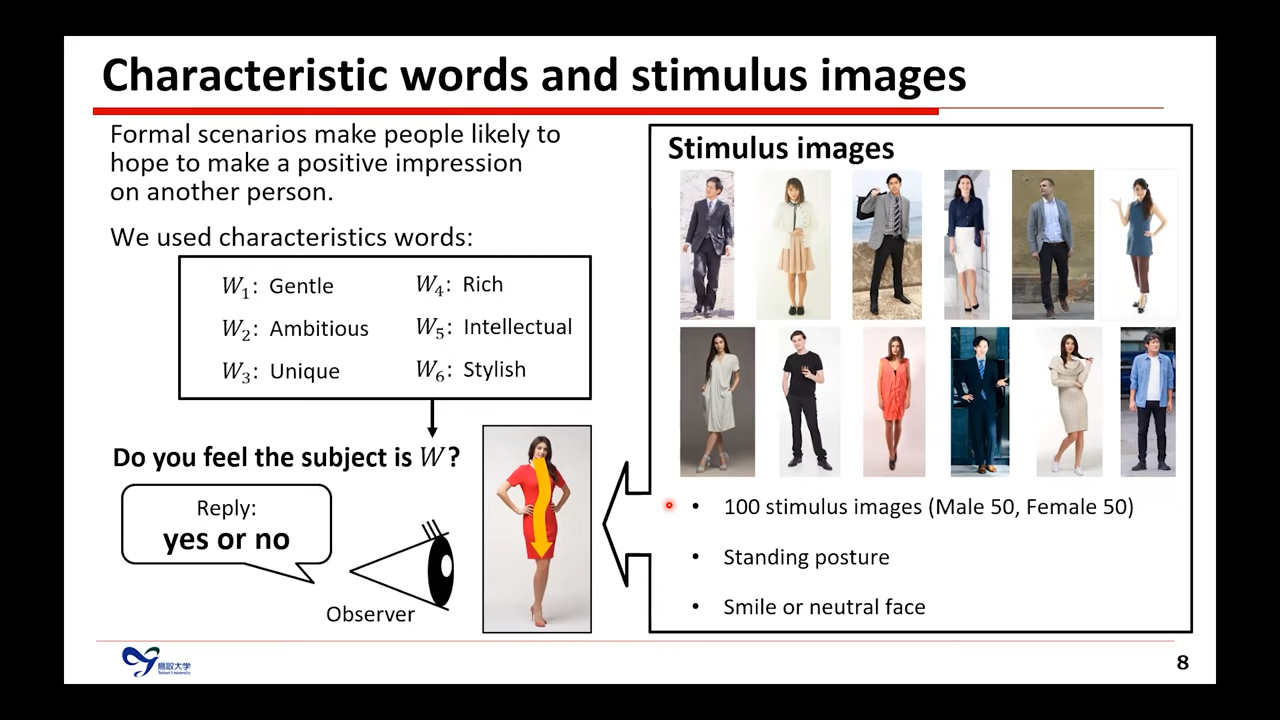 Characteristic words and stimulus images
Formal scenarios make people likely to
hope to make a positive impression
on another person.
We used characteristics words:
W1: Gentle
W2: Ambitious
W3: Unique
W4: Rich
W5: Intellectual
W6: Stylish
Do you feel the subject is W?
Reply:
yes or no
Observer
Stimulus images
• 100 stimulus images (Male 50, Female 50)
• Standing posture
• Smile or neutral face
鳥取大学
Tottori University
8